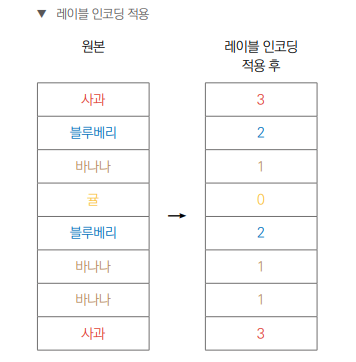 ▼ 레이블 인코딩 적용
원본
레이블 인코딩
적용 후
사과 3
블루베리 2
바나나 1
귤 0
블루베리 → 2
바나나 1
바나나 1
사과 3